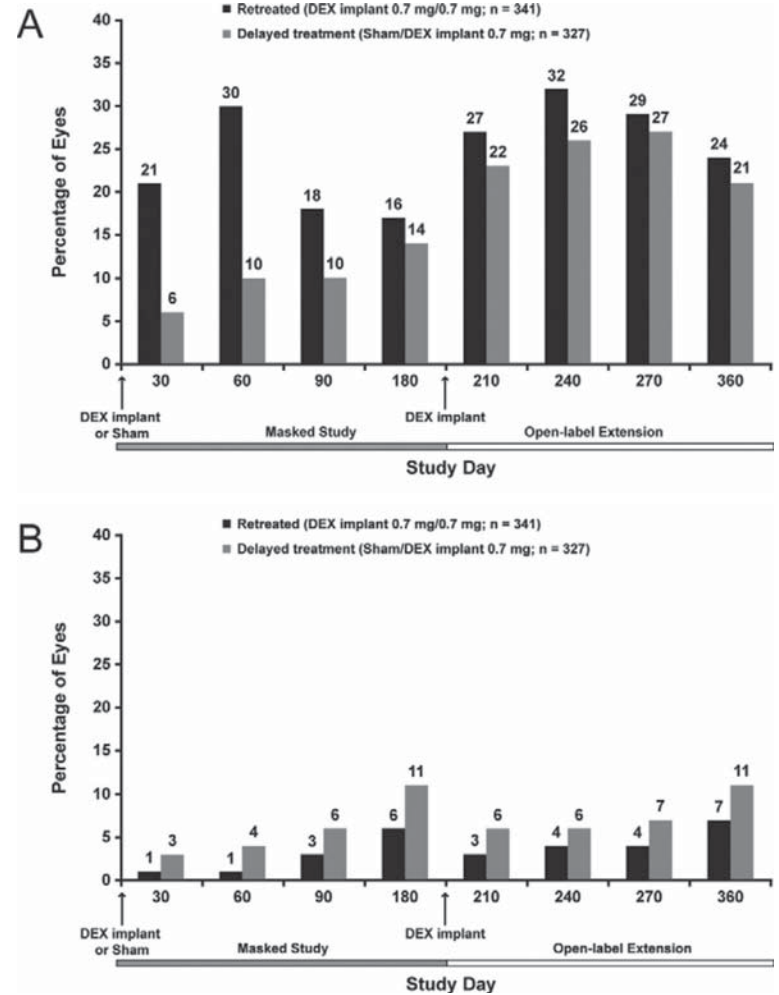 A
Retreated (DEX implant 0.7 mg/0.7 mg; n = 341)
Delayed treatment (Sham/DEX implant 0.7 mg; n = 327)
Percentage of Eyes
40
35
30
25
20
15
10
5
0
21
6
30
10
18
10
16
14
27
22
32
26
29
27
24
21
30 60 90 180 210 240 270 360
DEX implant
or Sham
DEX implant
Masked Study Open-label Extension
Study Day
B
Retreated (DEX implant 0.7 mg/0.7 mg; n = 341)
Delayed treatment (Sham/DEX implant 0.7 mg; n = 327)
Percentage of Eyes
40
35
30
25
20
15
10
5
0
1
3
1
4
3
6
6
11
3
6
4
6
4
7
7
11
30 60 90 180 210 240 270 360
DEX implant
or Sham
DEX implant
Masked Study Open-label Extension
Study Day